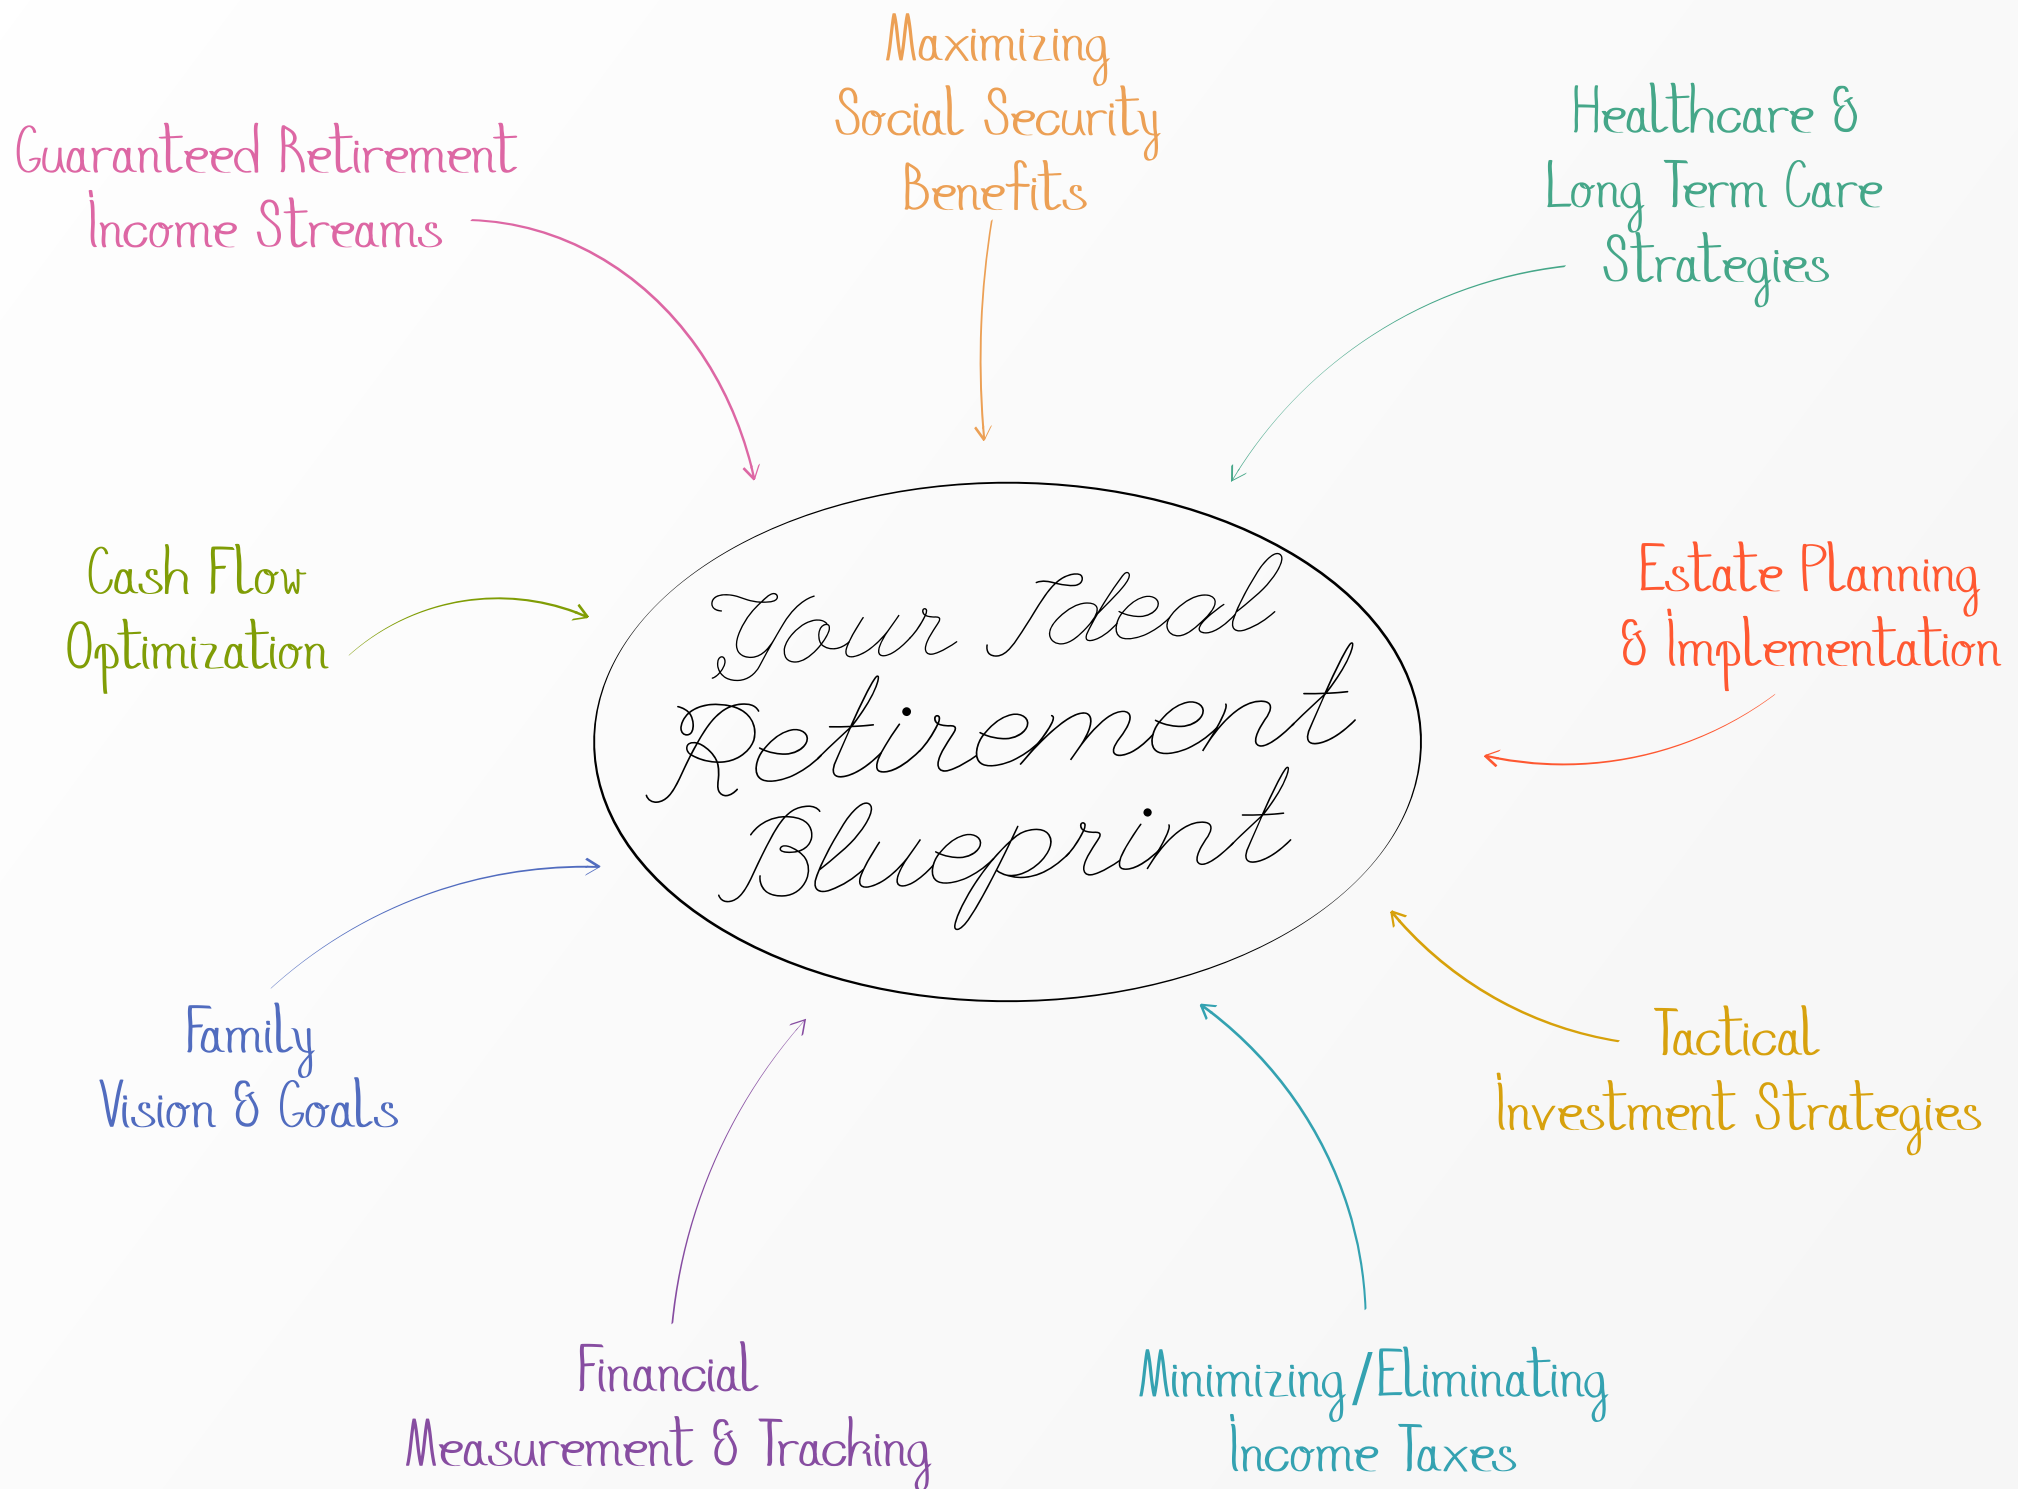 Maximizing
Social Security
Benefits
Healthcare &
Long Term Care
Strategies
Guaranteed Retirement
Income Streams
Cash Flow
Optimization
Your Ideal
Retirement
Blueprint
Estate Planning
& Implementation
Family
Vision & Goals
Tactical
Investment Strategies
Financial
Measurement & Tracking
Minimizing/Eliminating
Income Taxes